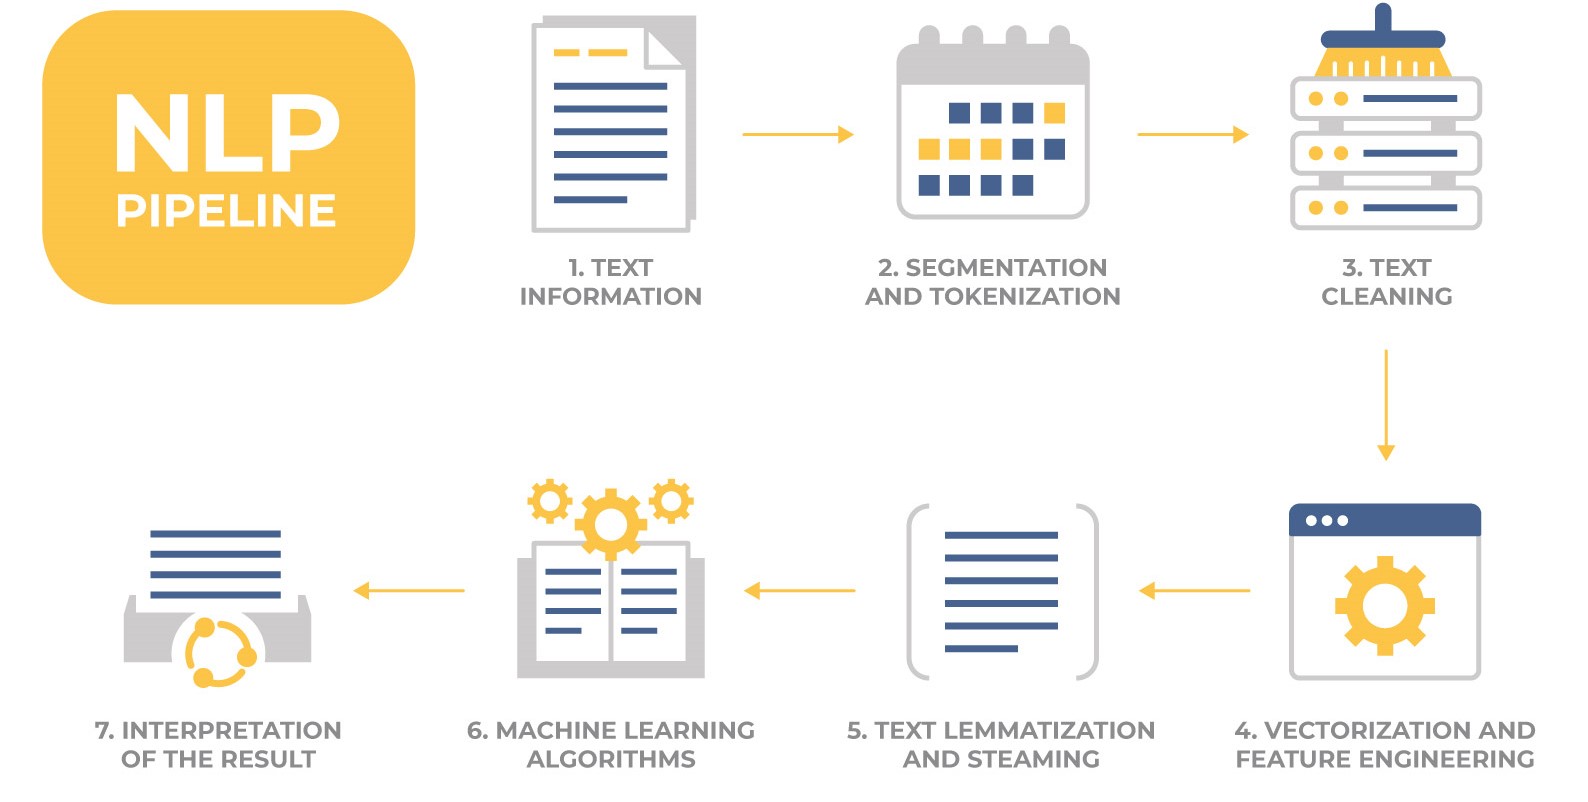 NLP
PIPELINE
1. TEXT
INFORMATION
2. SEGMENTATION
AND TOKENIZATION
3. TEXT
CLEANING
4. VECTORIZATION AND
FEATURE ENGINEERING
5. TEXT LEMMATIZATION
AND STEAMING
6. MACHINE LEARNING
ALGORITHMS
7. INTERPRETATION
OF THE RESULT